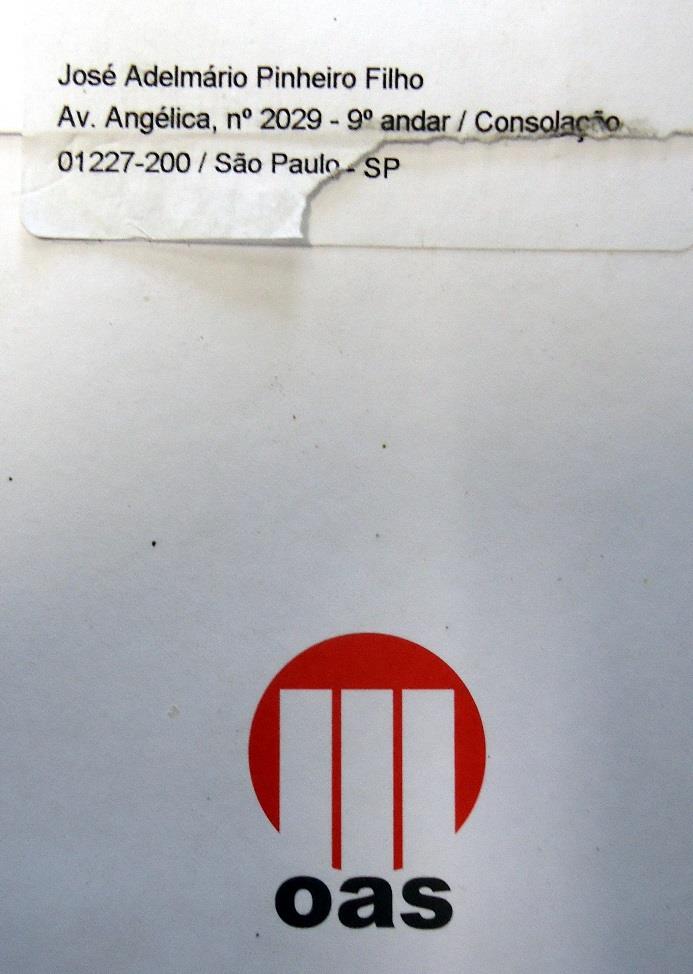 José Adelmário Pinheiro Filho
Av. Angélica, nº 2029 - 9º andar / Consolação
01227-200 / São Paulo - SP
oas